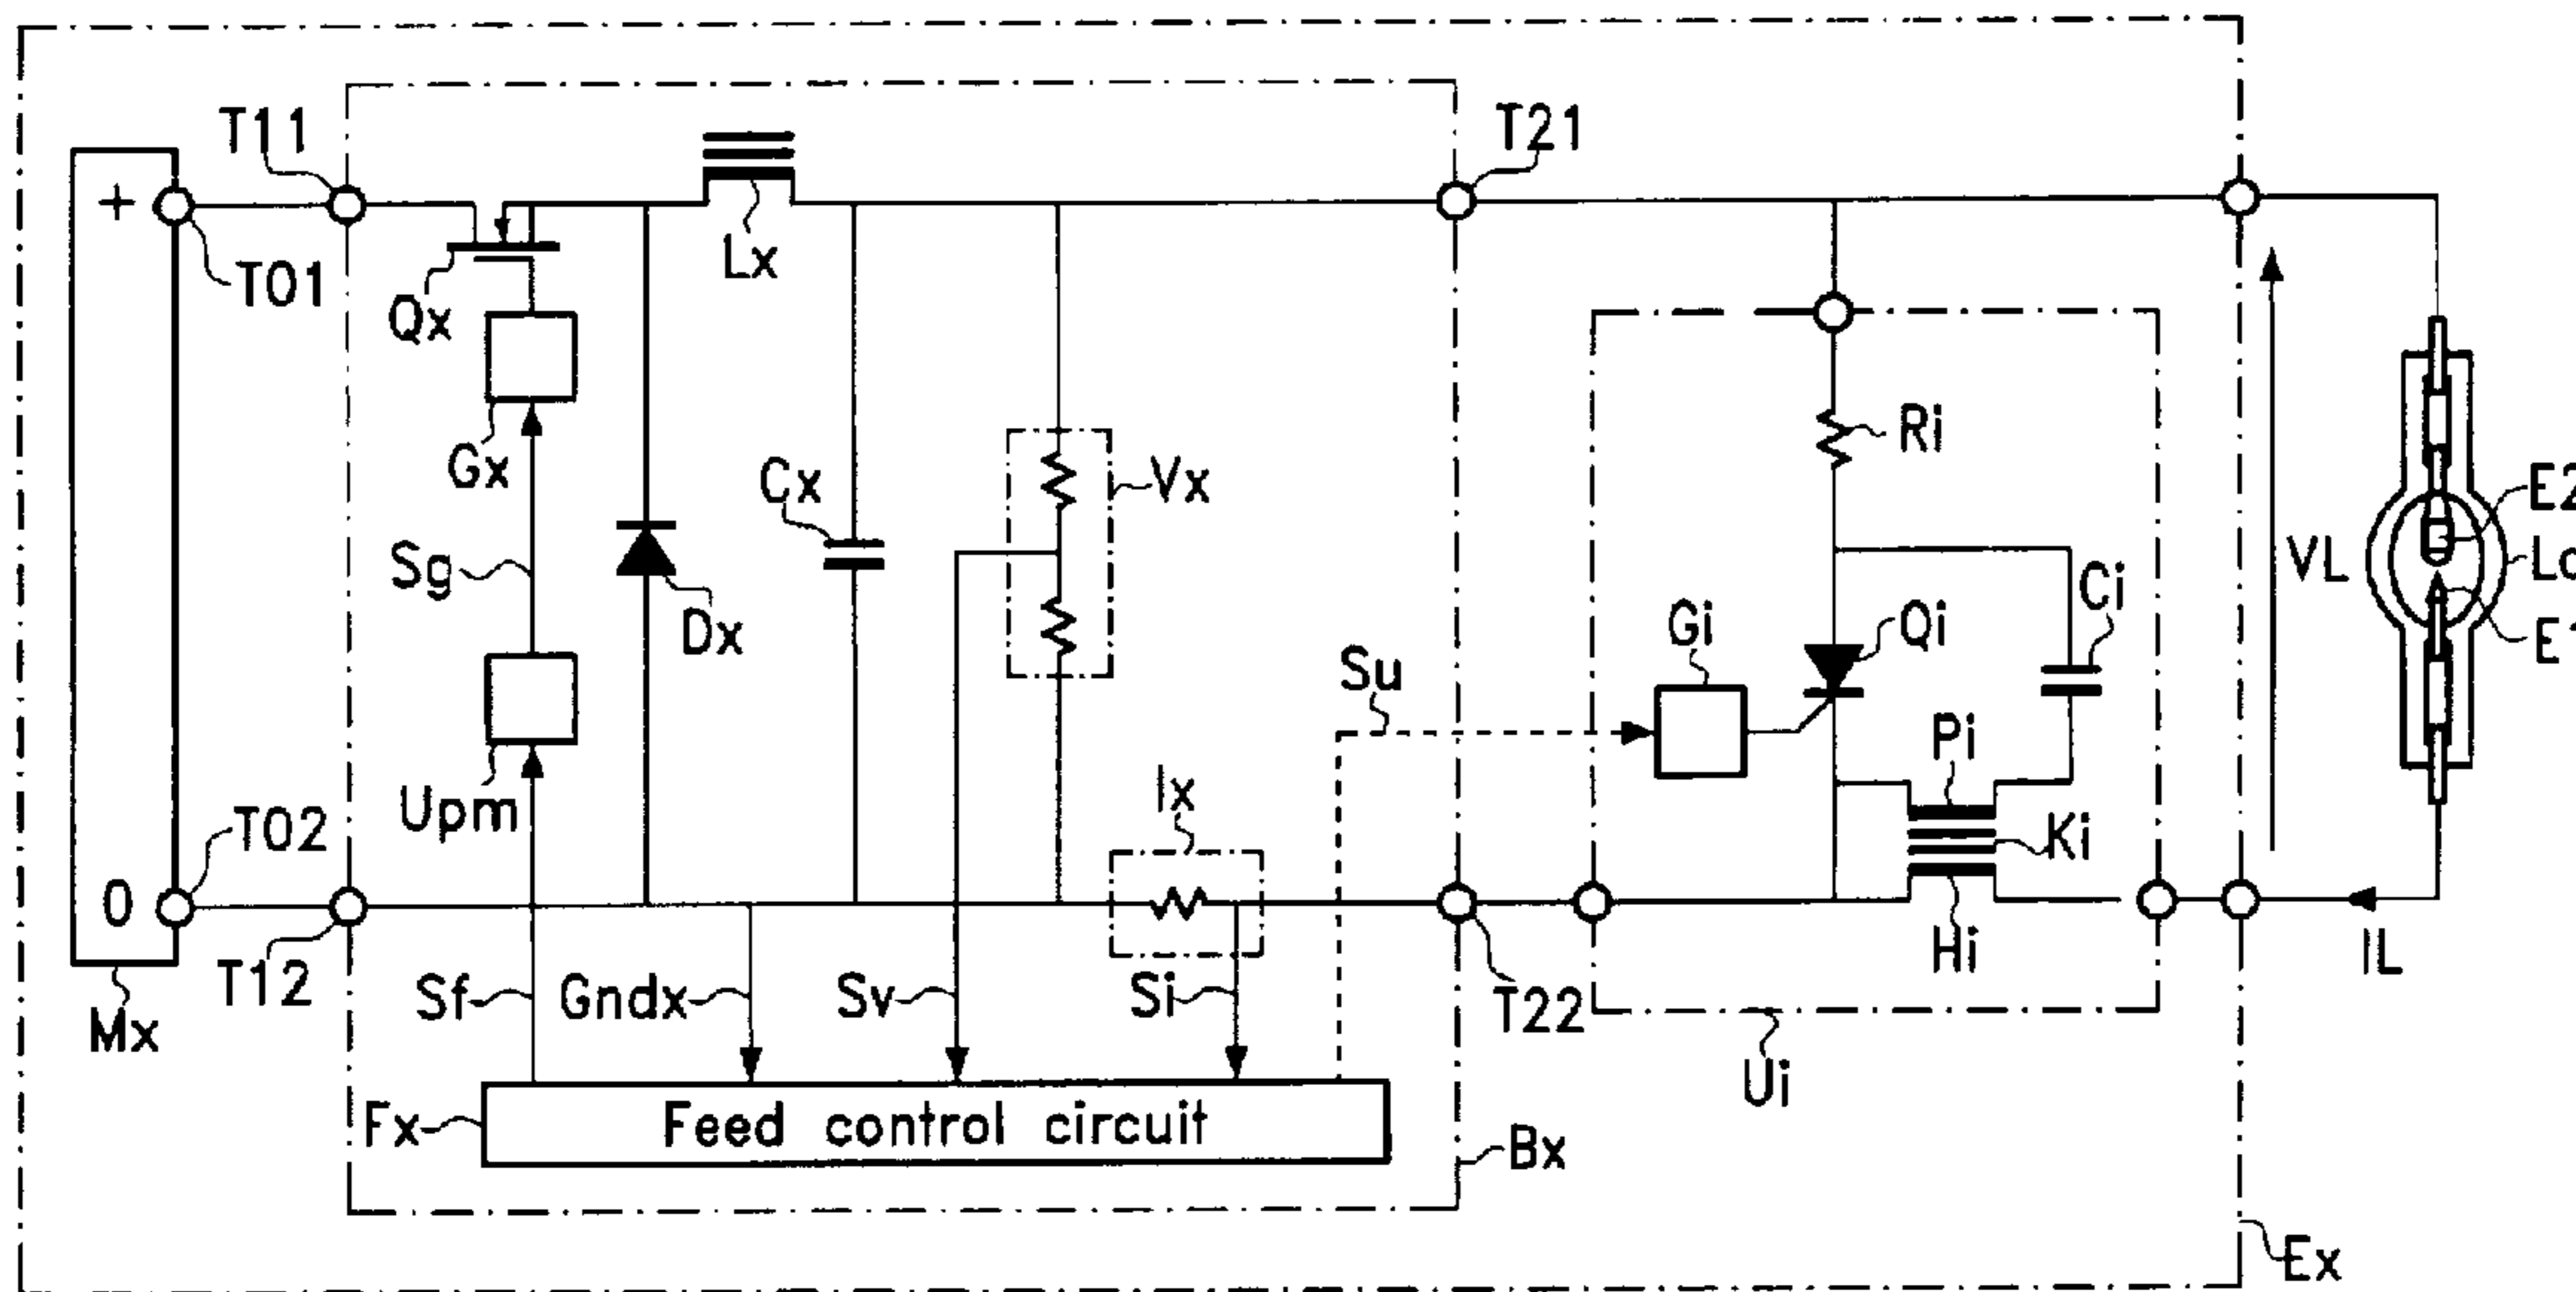 T11
T21
+
T01
Lx
Qx
Gx
Ri
Cx
Vx
E2
VL
Sg
Ci
Dx
Gi
Qi
Su
Pi
Upm
Ix
T02
Ki
0
Hi
IL
T12
Sf
Gndx
Sv
Si
T22
Mx
Ui
Fx
Feed control circuit
Bx
Ex